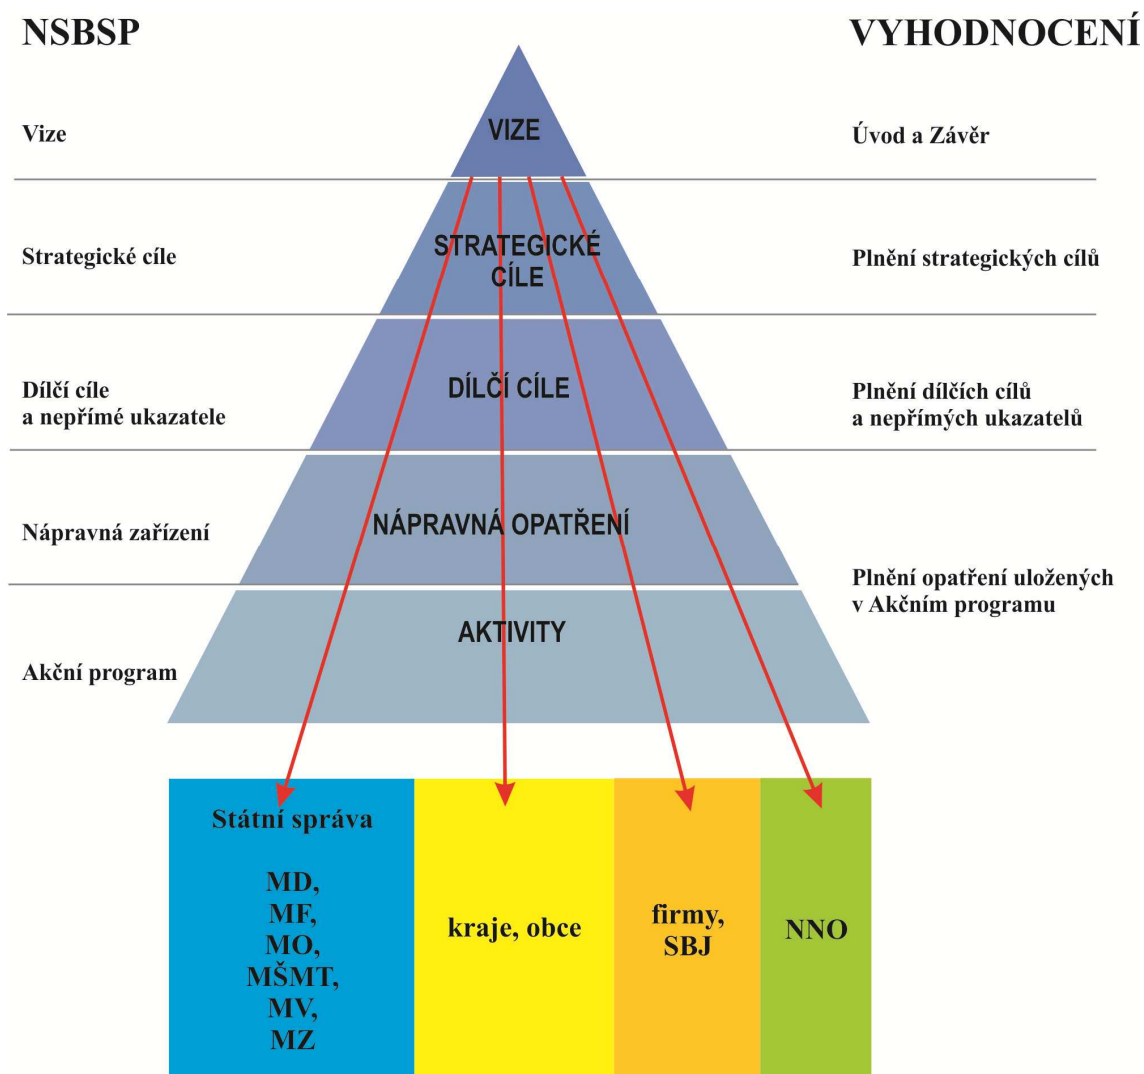 NSBSP
VYHODNOCENÍ
Vize
VIZE
Úvod a Závěr
Strategické cíle
STRATEGICKÉ
CÍLE
Plnění strategických cílů
Dílčí cíle
a nepřímé ukazatele
DÍLČÍ CÍLE
Plnění dílčích cílů
a nepřímých ukazatelů
Nápravná zařízení
NÁPRAVNÁ OPATŘENÍ
Plnění opatření uložených
v Akčním programu
Akční program
AKTIVITY
Státní správa
MD,
MF,
MO,
MŠMT,
MV,
MZ
kraje, obce
firmy,
SBJ
NNO